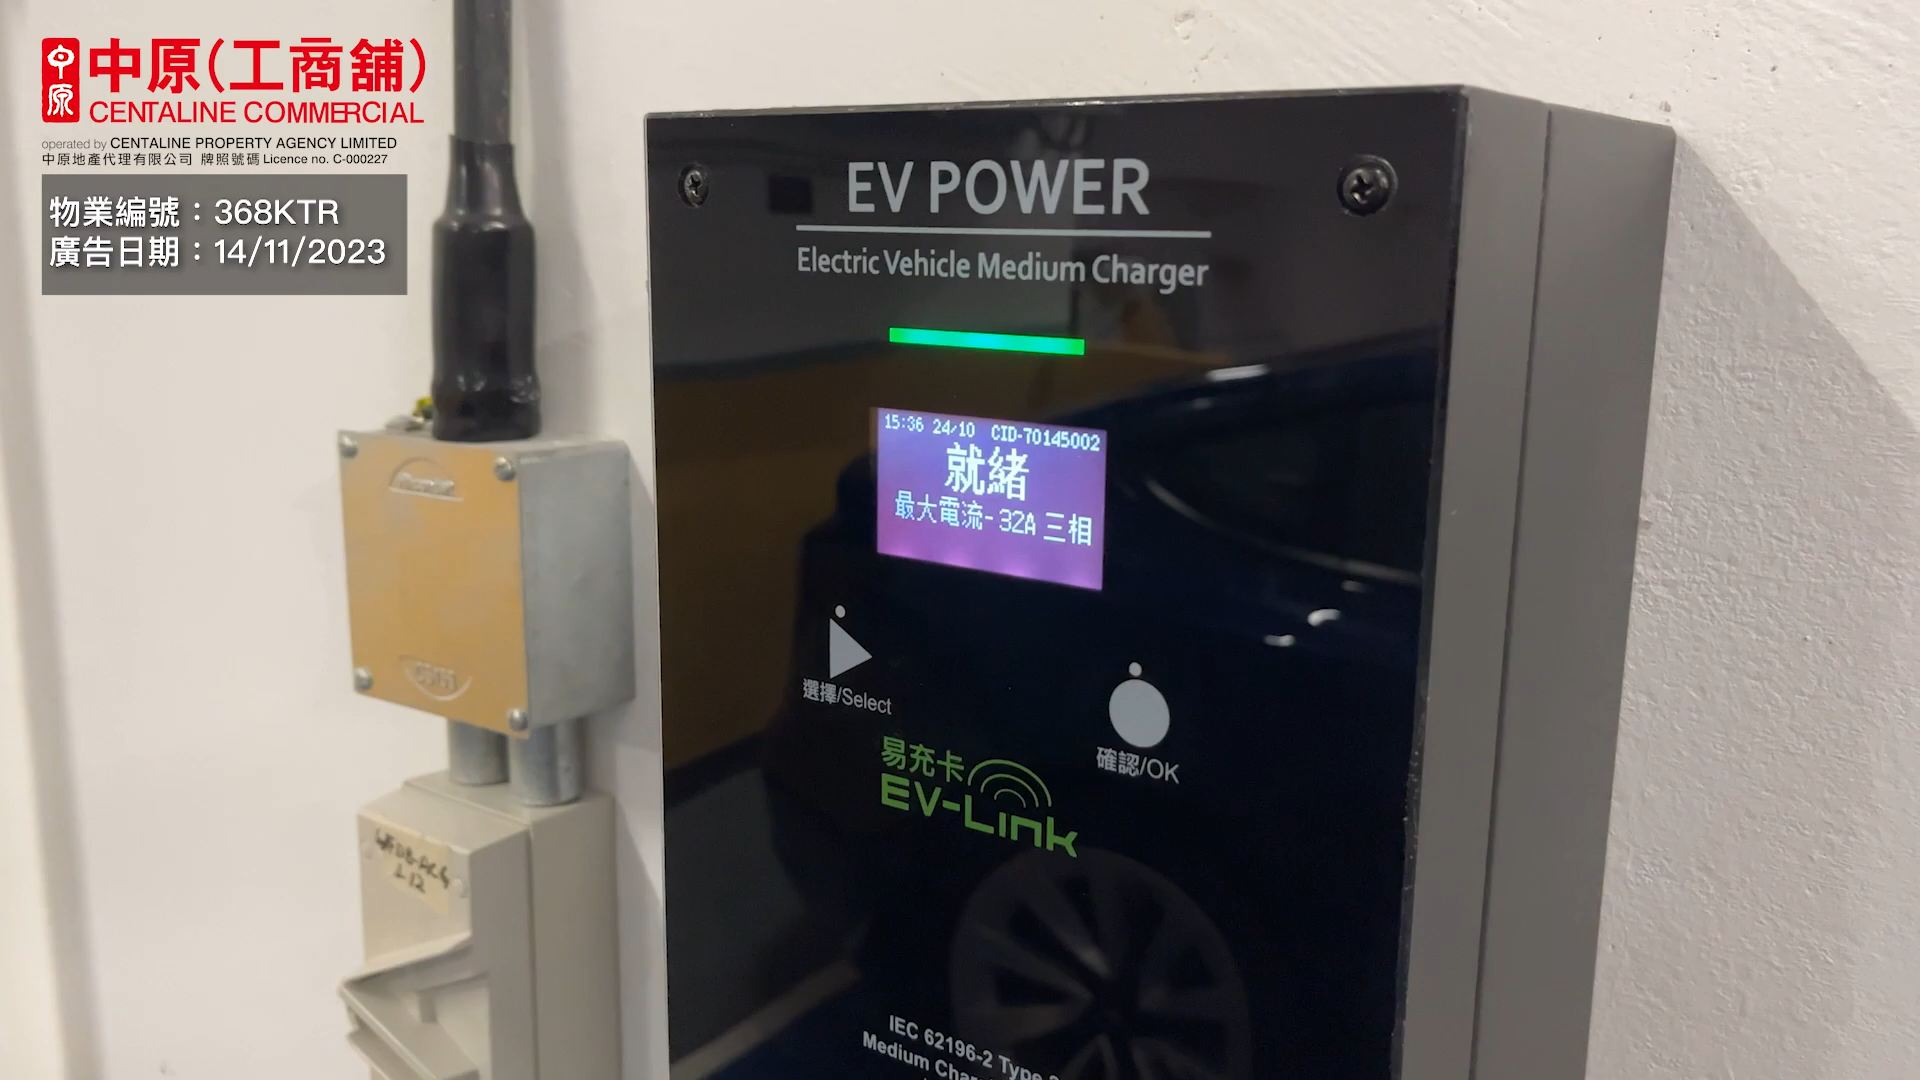 中原
中原(工商舖)
CENTALINE COMMERCIAL
operated by CENTALINE PROPERTY AGENCY LIMITED
中原地產代理有限公司 牌照號碼 Licence no. C-000227
物業編號：368KTR
廣告日期：14/11/2023
EV POWER
Electric Vehicle Medium Charger
15:36 24/10 CID-70145002
就緒
最大電流-32A 三相
選擇/Select
確認/OK
易充卡
EV-Link
IEC 62196-2 Type
Medium